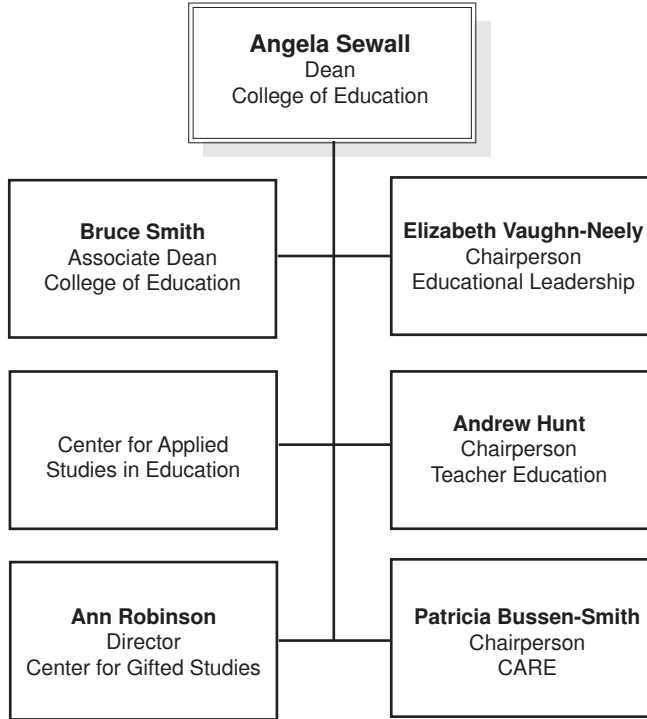 Angela Sewall
Dean
College of Education
Bruce Smith
Associate Dean
College of Education
Elizabeth Vaughn-Neely
Chairperson
Educational Leadership
Center for Applied
Studies in Education
Andrew Hunt
Chairperson
Teacher Education
Ann Robinson
Director
Center for Gifted Studies
Patricia Bussen-Smith
Chairperson
CARE